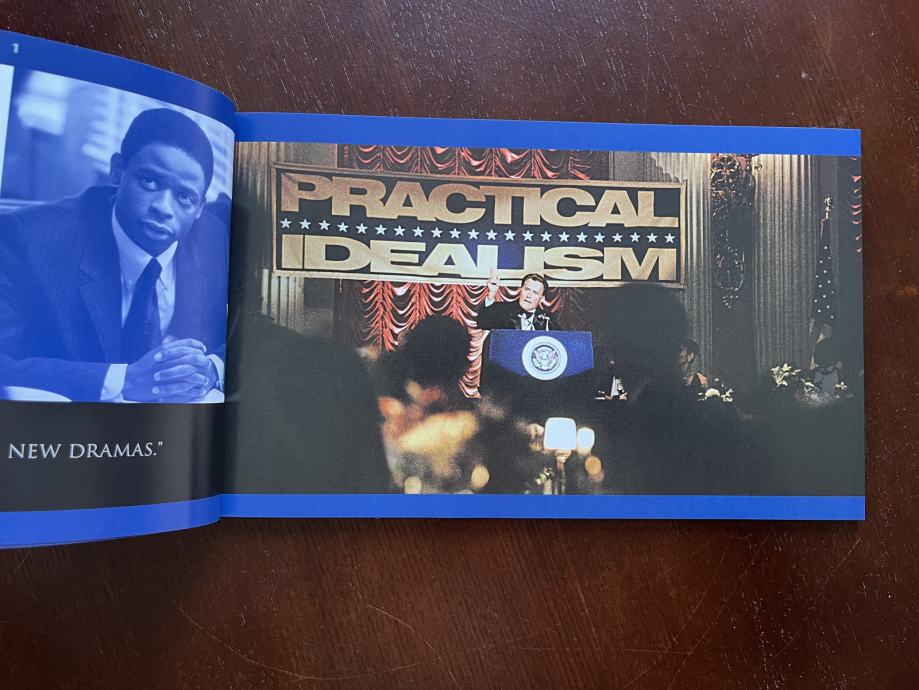 1
NEW DRAMAS.”
PRACTICAL
IDEALISM